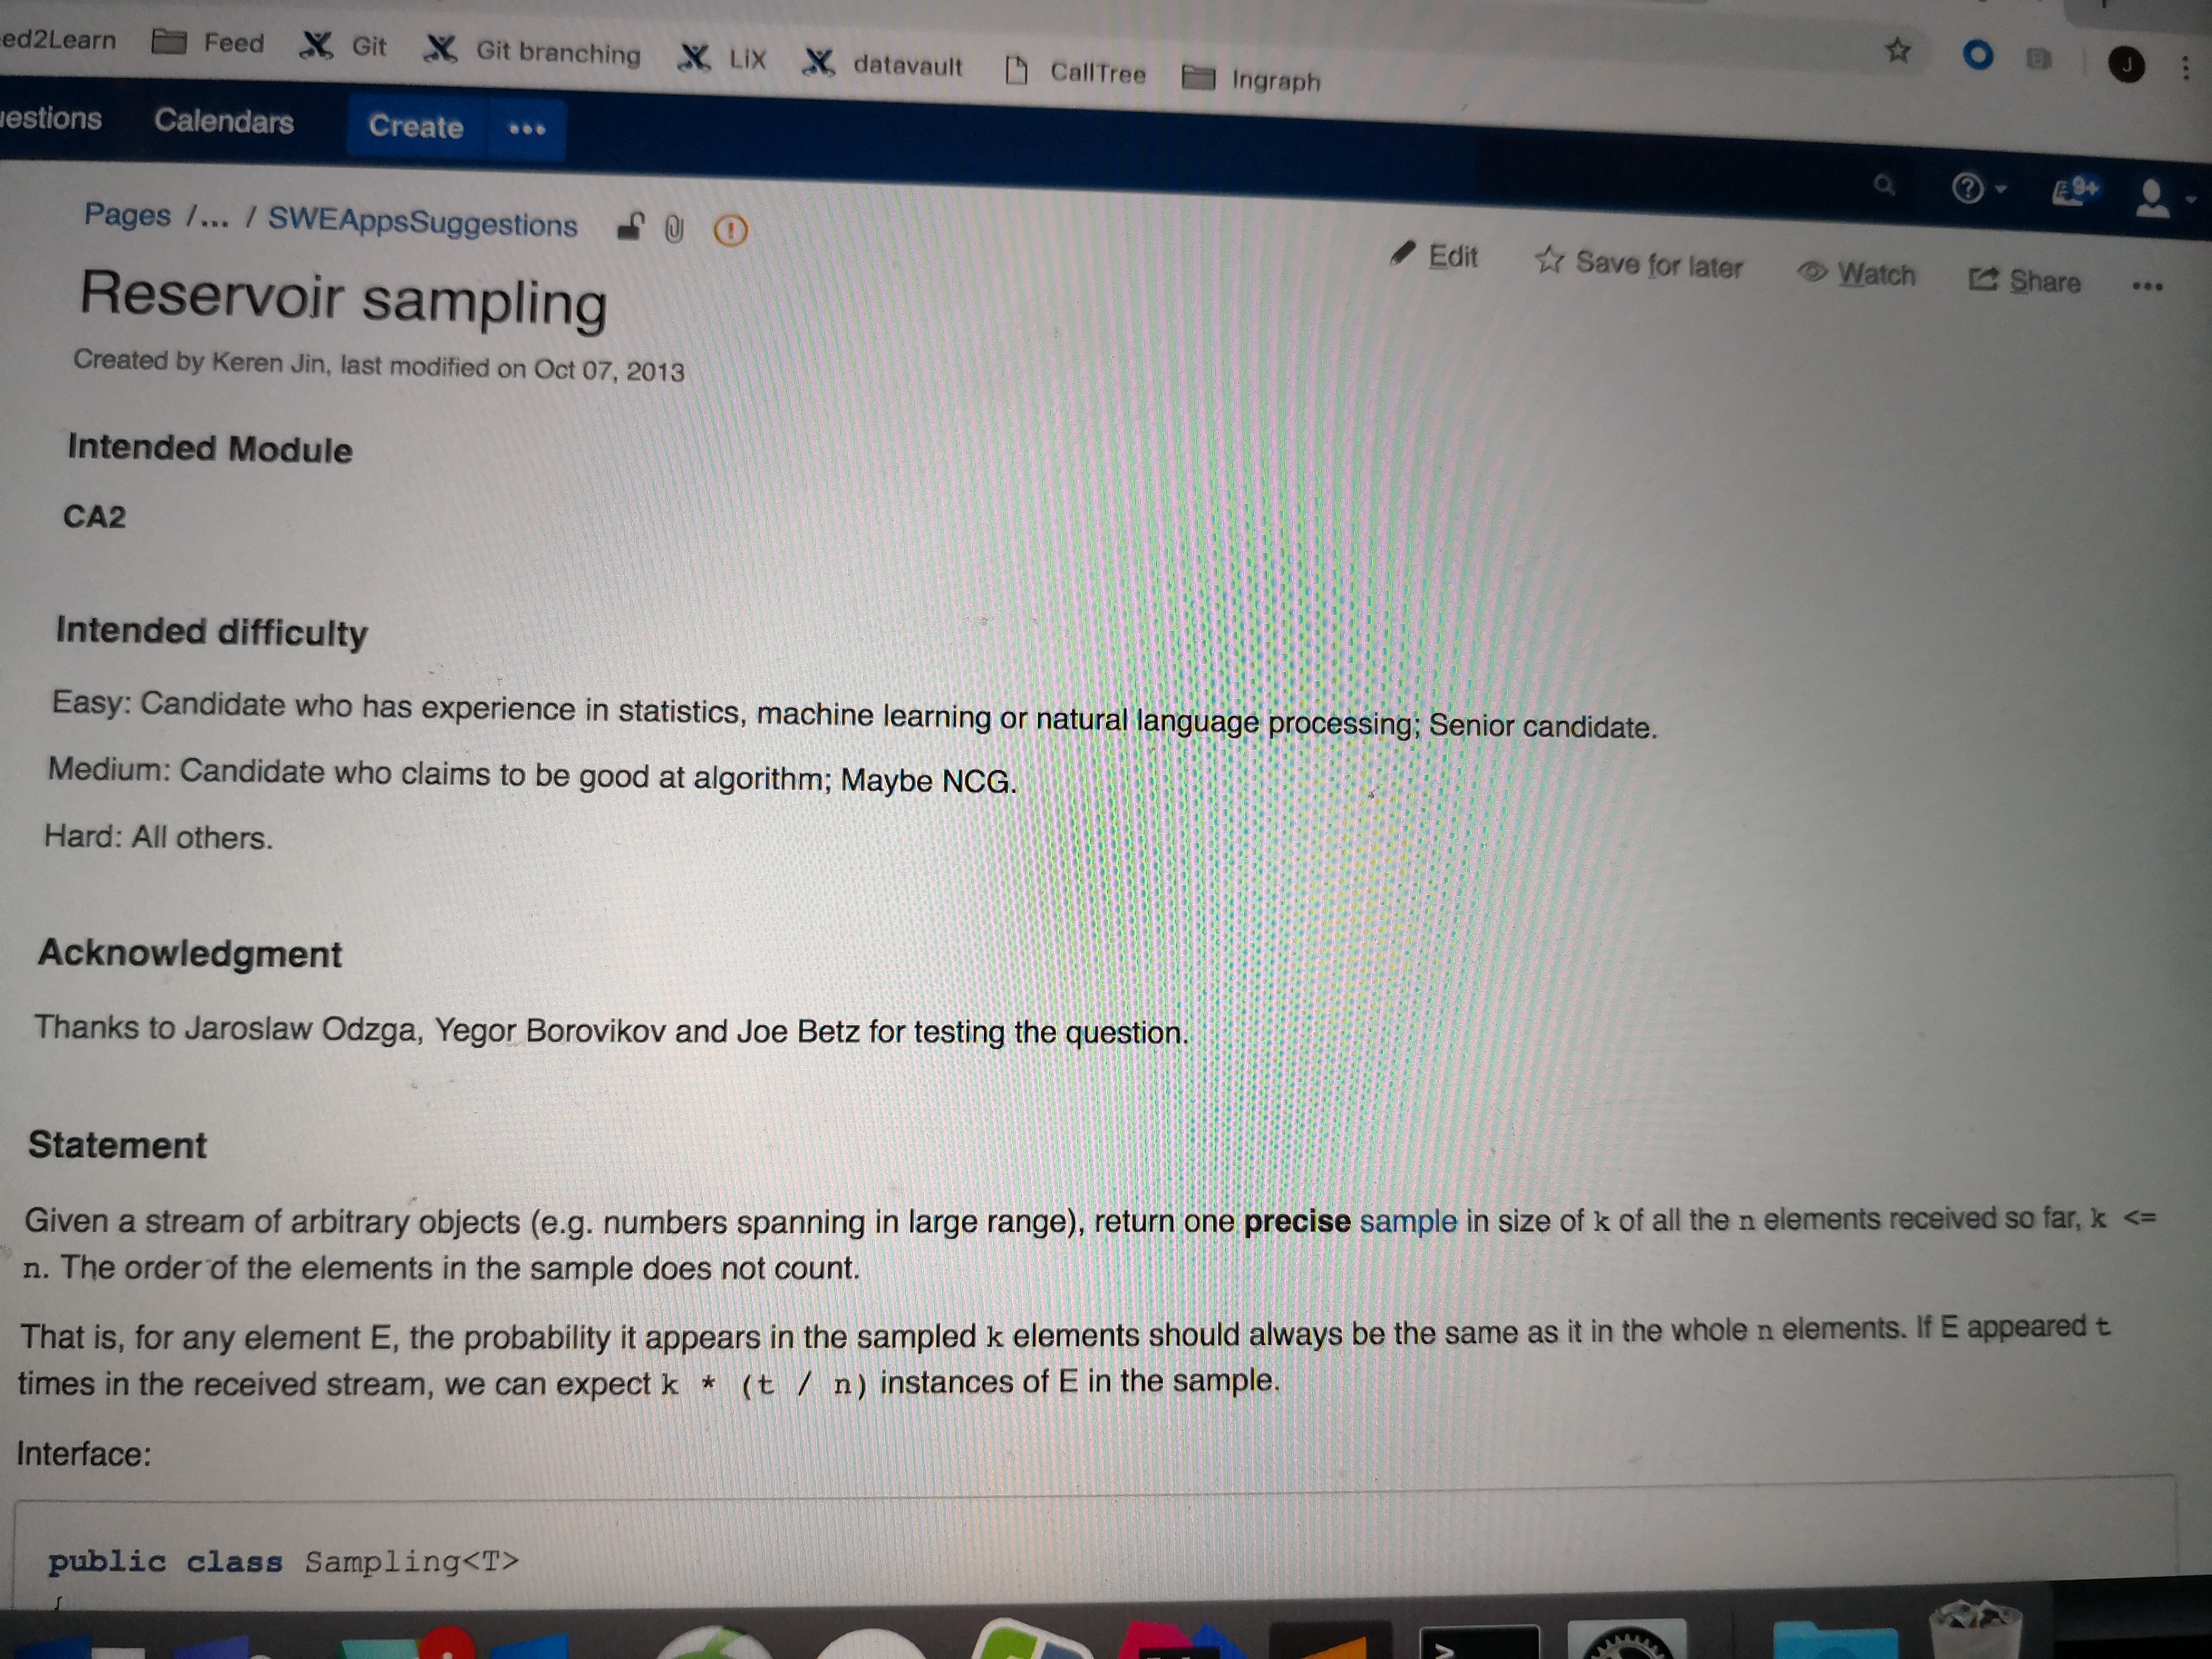 ed2Learn Feed Git Git branching LiX datavault CallTree Ingraph J
estions Calendars Create •••
9+
Pages /... / SWEAppsSuggestions
Edit Save for later Watch Share •••
Reservoir sampling
Created by Keren Jin, last modified on Oct 07, 2013
Intended Module
CA2
Intended difficulty
Easy: Candidate who has experience in statistics, machine learning or natural language processing; Senior candidate.
Medium: Candidate who claims to be good at algorithm; Maybe NCG.
Hard: All others.
Acknowledgment
Thanks to Jaroslaw Odzga, Yegor Borovikov and Joe Betz for testing the question.
Statement
Given a stream of arbitrary objects (e.g. numbers spanning in large range), return one precise sample in size of k of all the n elements received so far, k <=
n. The order of the elements in the sample does not count.
That is, for any element E, the probability it appears in the sampled k elements should always be the same as it in the whole n elements. If E appeared t
times in the received stream, we can expect k * (t / n) instances of E in the sample.
Interface:
public class Sampling<T>
{